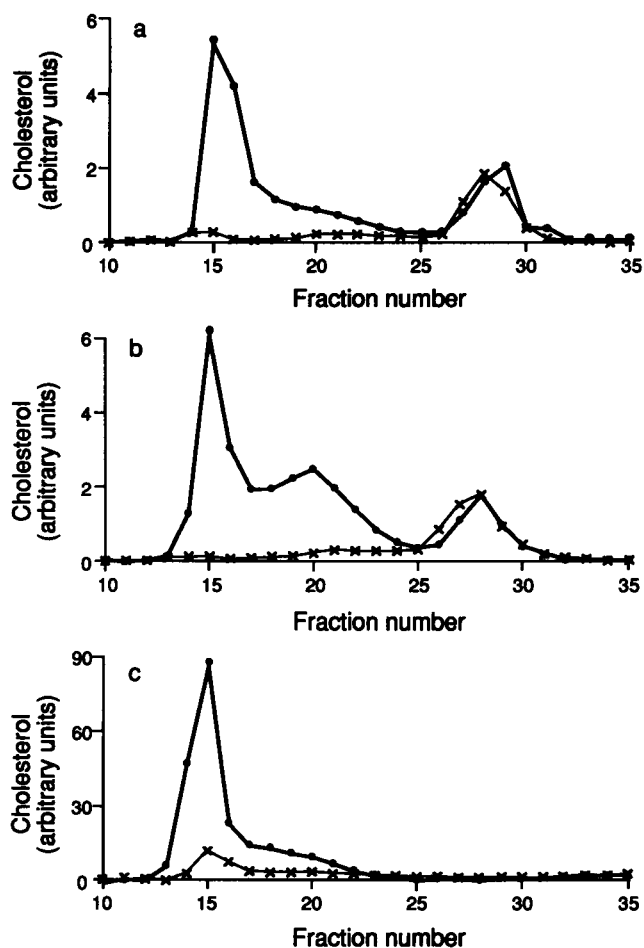 a
Cholesterol
(arbitrary units)
6
4
2
0
10 15 20 25 30 35
Fraction number
b
Cholesterol
(arbitrary units)
6
4
2
0
10 15 20 25 30 35
Fraction number
c
Cholesterol
(arbitrary units)
90
60
30
0
10 15 20 25 30 35
Fraction number